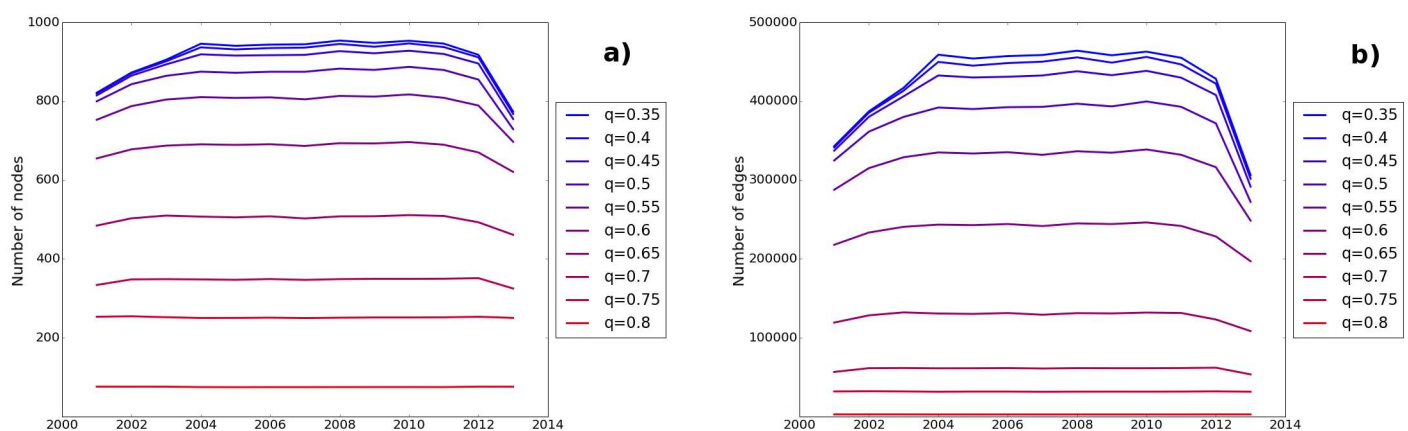 a)
1000
800
600
400
200
Number of nodes
2000
2002
2004
2006
2008
2010
2012
2014
q=0.35
q=0.4
q=0.45
q=0.5
q=0.55
q=0.6
q=0.65
q=0.7
q=0.75
q=0.8
b)
500000
400000
300000
200000
100000
Number of edges
2000
2002
2004
2006
2008
2010
2012
2014
q=0.35
q=0.4
q=0.45
q=0.5
q=0.55
q=0.6
q=0.65
q=0.7
q=0.75
q=0.8